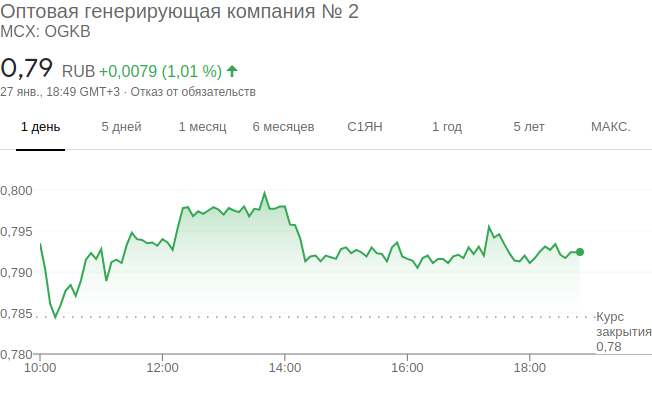 Оптовая генерирующая компания № 2
MCX: OGKB
0,79 RUB +0,0079 (1,01 %)
27 янв., 18:49 GMT+3 · Отказ от обязательств
1 день 5 дней 1 месяц 6 месяцев С1ЯН 1 год 5 лет МАКС.
0,800
0,795
0,790
0,785
Курс
закрытия
0,78
0,780
10:00 12:00 14:00 16:00 18:00